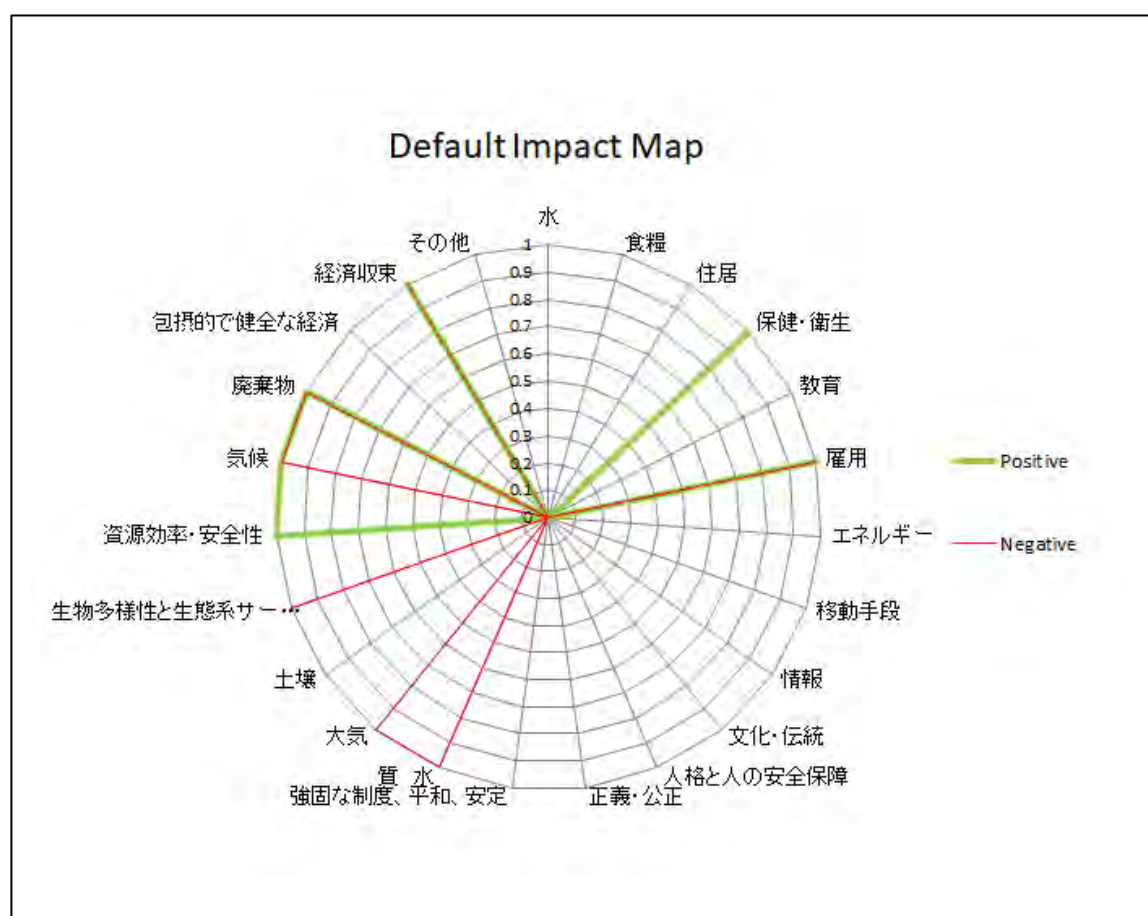 Default Impact Map
水
食糧
住居
保健・衛生
教育
雇用
エネルギー
移動手段
情報
文化・伝統
人格と人の安全保障
正義・公正
強固な制度、平和、安定
質 水
大気
土壌
生物多様性と生態系サー…
資源効率・安全性
気候
廃棄物
包摂的で健全な経済
経済収束
その他
1
0.9
0.8
0.7
0.6
0.5
0.4
0.3
0.2
0.1
0
Positive
Negative